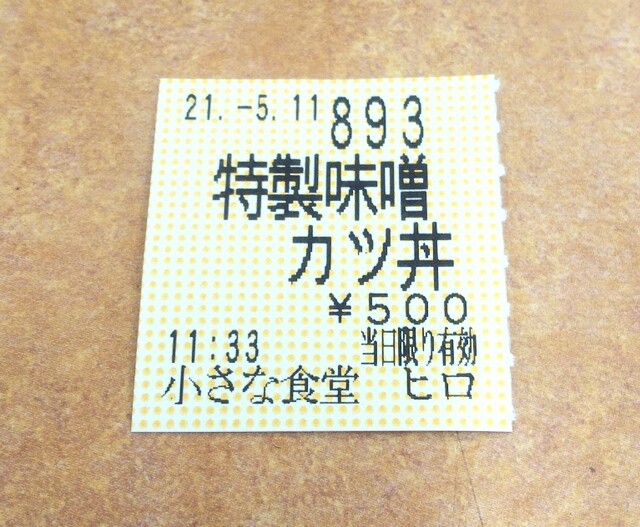 21.-5.11 893
特製味噌
カツ丼
¥500
11:33 当日限り有効
小さな食堂 ヒロ